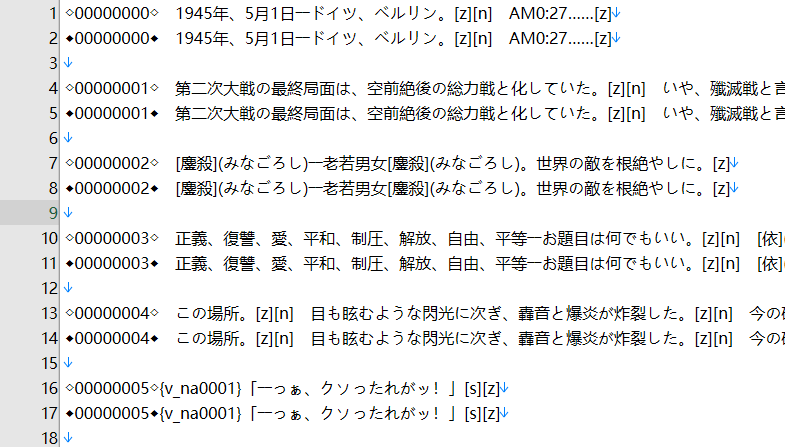 1 ◇00000000◇　1945年、5月1日―ドイツ、ベルリン。[z][n]　AM0:27……[z]↓
2 ◆00000000◆　1945年、5月1日―ドイツ、ベルリン。[z][n]　AM0:27……[z]↓
3 ↓
4 ◇00000001◇　第二次大戦の最終局面は、空前絶後の総力戦と化していた。[z][n]　いや、殲滅戦と言
5 ◆00000001◆　第二次大戦の最終局面は、空前絶後の総力戦と化していた。[z][n]　いや、殲滅戦と言
6 ↓
7 ◇00000002◇　[鏖殺](みなごろし)―老若男女[鏖殺](みなごろし)。世界の敵を根絶やしに。[z]↓
8 ◆00000002◆　[鏖殺](みなごろし)―老若男女[鏖殺](みなごろし)。世界の敵を根絶やしに。[z]↓
9 ↓
10 ◇00000003◇　正義、復讐、愛、平和、制圧、解放、自由、平等―お題目は何でもいい。[z][n]　[依]
11 ◆00000003◆　正義、復讐、愛、平和、制圧、解放、自由、平等―お題目は何でもいい。[z][n]　[依]
12 ↓
13 ◇00000004◇　この場所。[z][n]　目も眩むような閃光に次ぎ、轟音と爆炎が炸裂した。[z][n]　今の
14 ◆00000004◆　この場所。[z][n]　目も眩むような閃光に次ぎ、轟音と爆炎が炸裂した。[z][n]　今の
15 ↓
16 ◇00000005◇{v_na0001}「―っぁ、クソったれがッ！」[s][z]↓
17 ◆00000005◆{v_na0001}「―っぁ、クソったれがッ！」[s][z]↓
18 ↓